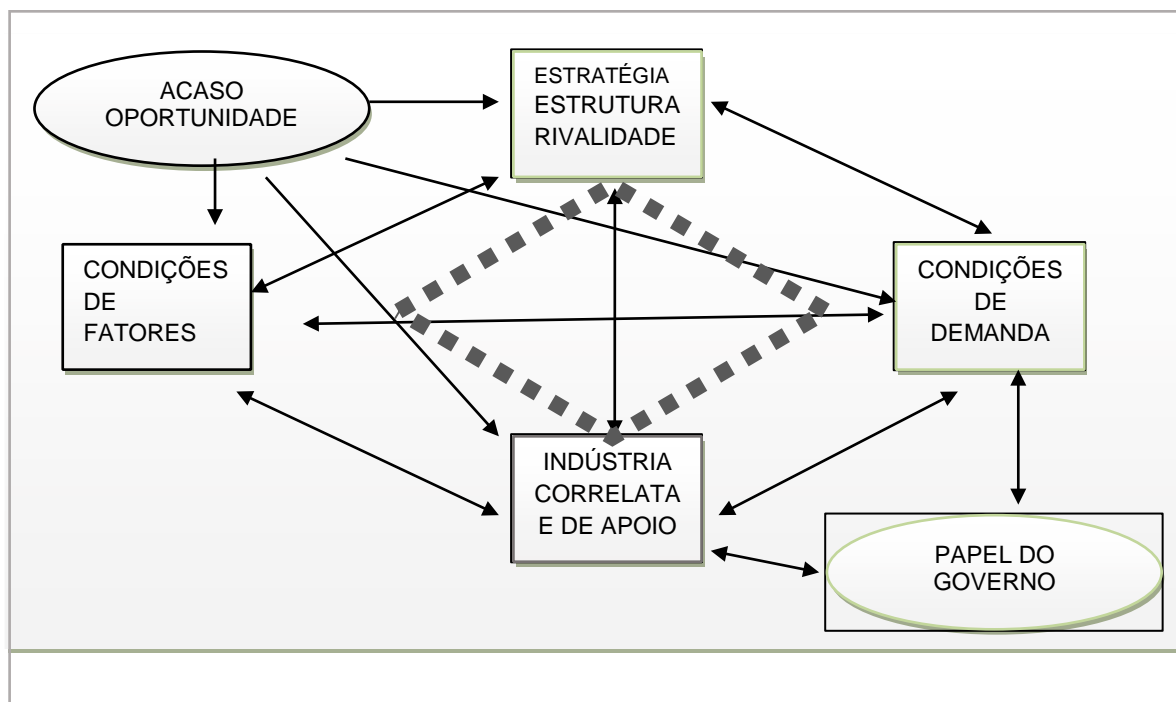 ACASO
OPORTUNIDADE
ESTRATÉGIA
ESTRUTURA
RIVALIDADE
CONDIÇÕES
DE
FATORES
CONDIÇÕES
DE
DEMANDA
INDÚSTRIA
CORRELATA
E DE APOIO
PAPEL DO
GOVERNO